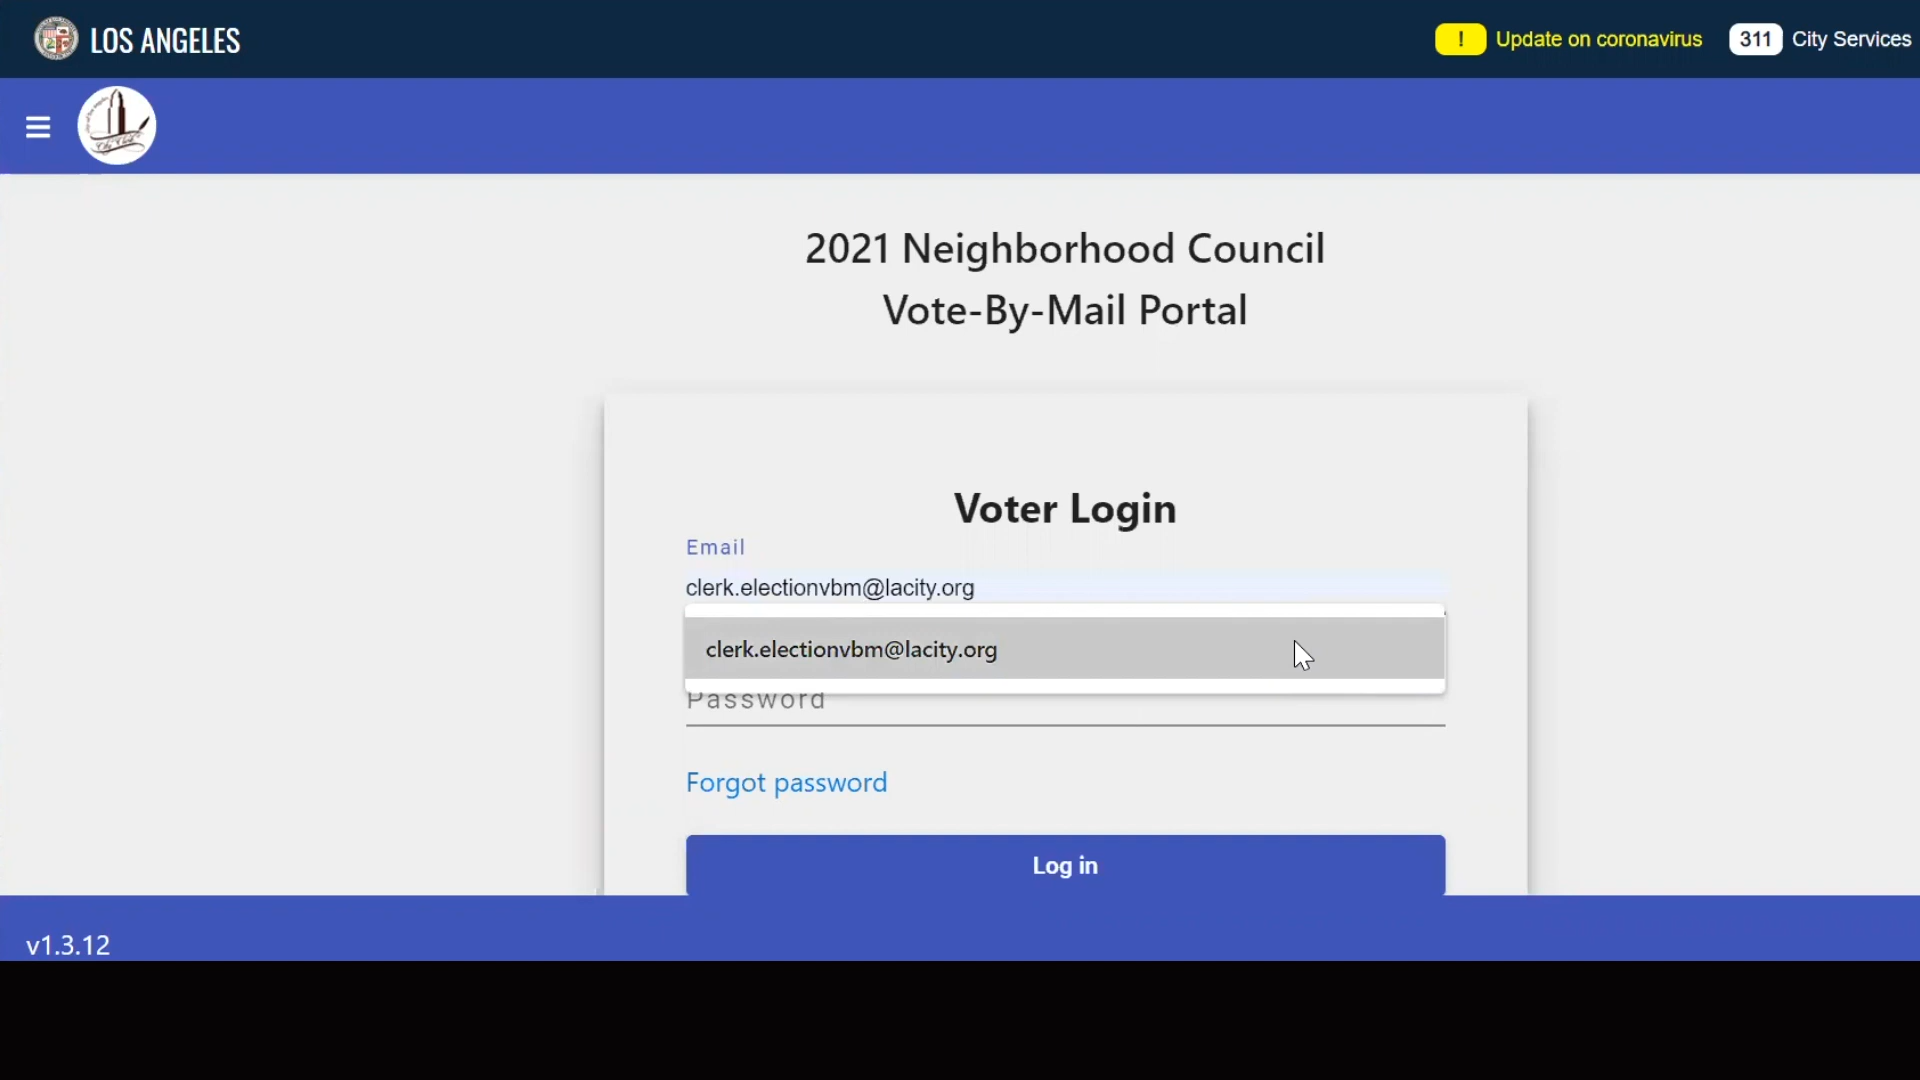 LOS ANGELES
! Update on coronavirus 311 City Services
2021 Neighborhood Council
Vote-By-Mail Portal
Voter Login
Email
clerk.electionvbm@lacity.org
clerk.electionvbm@lacity.org
Password
Forgot password
Log in
v1.3.12